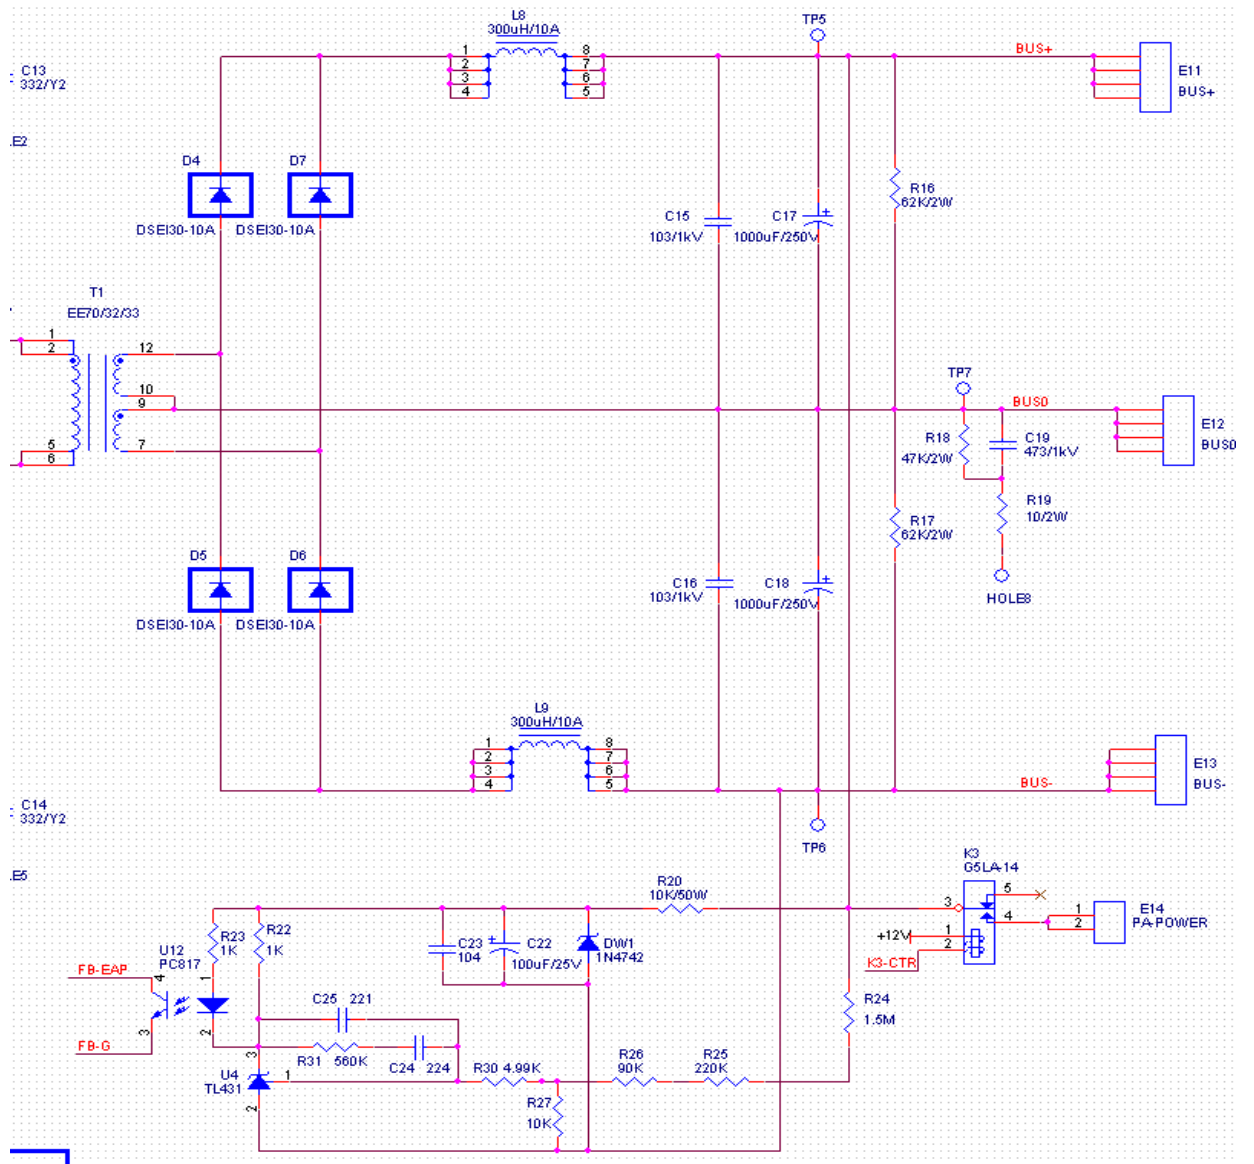 L8
300uH/10A
TP5
BUS+
1
2
3
4
8
7
6
5
C13
332/Y2
E11
BUS+
E2
D4
D7
DSEI30-10A
DSEI30-10A
R16
62K/2W
C15
103/1kV
C17
+
1000uF/250V
T1
EE70/32/33
1
2
5
6
12
10
9
7
TP7
BUS0
E12
BUS0
R18
47K/2W
C19
473/1kV
R19
10/2W
HOLE8
R17
62K/2W
D5
D6
DSEI30-10A
DSEI30-10A
C16
103/1kV
C18
+
1000uF/250V
L9
300uH/10A
1
2
3
4
8
7
6
5
BUS-
E13
BUS-
C14
332/Y2
TP6
E5
K3
G5LA-14
3
5
4
1
2
+12V
K3-CTR
1
2
E14
PA-POWER
R20
10K/50W
R23
1K
R22
1K
C23
104
+
C22
100uF/25V
DW1
1N4742
U12
PC817
FB-EAP
4
1
3
2
FB-G
C25 221
R31 560K
C24 224
R24
1.5M
U4
TL431
3
1
2
R30 4.99K
R26
90K
R25
220K
R27
10K